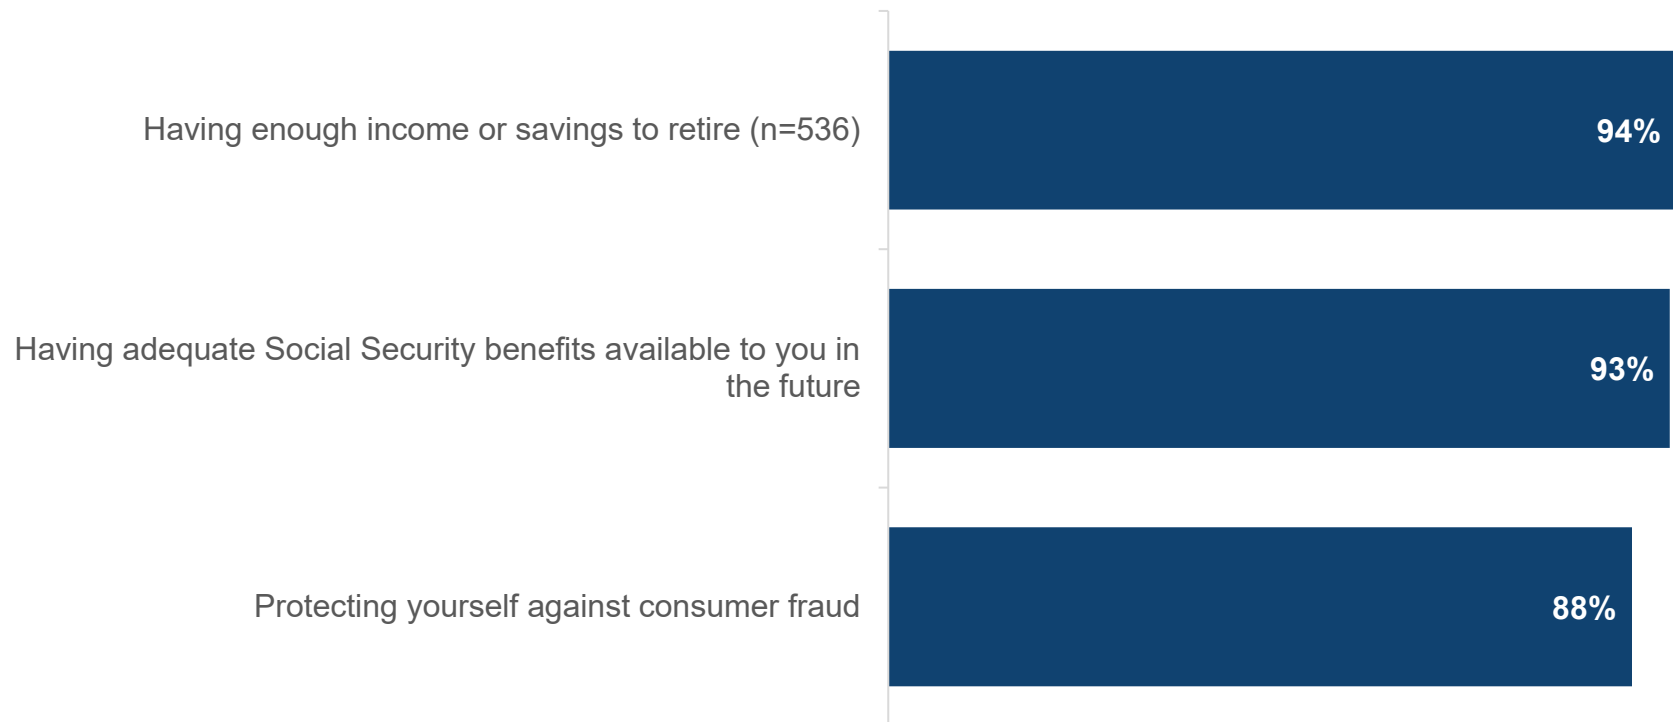 Having enough income or savings to retire (n=536)
94%
Having adequate Social Security benefits available to you in
the future
93%
Protecting yourself against consumer fraud
88%